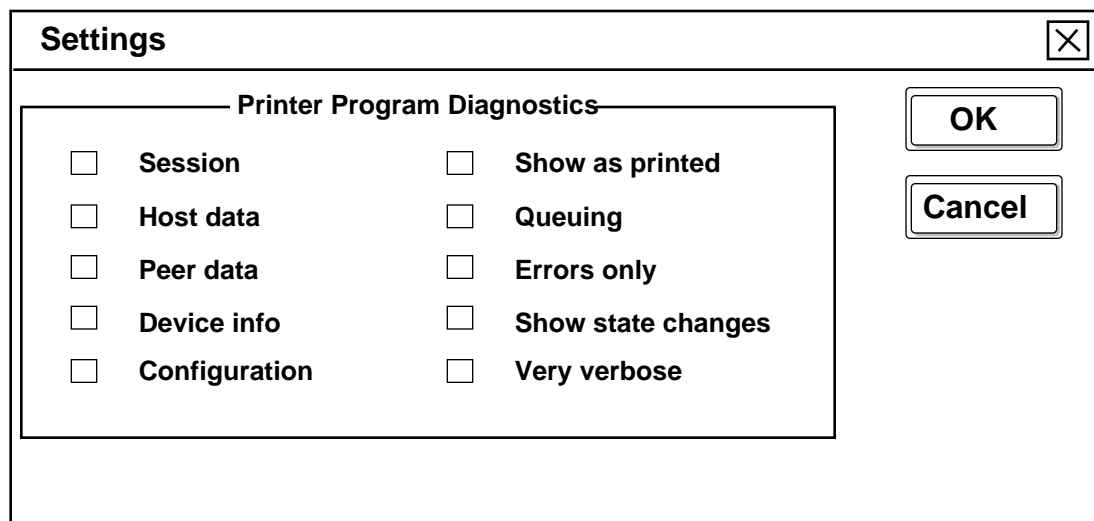 Settings
Printer Program Diagnostics
Session
Host data
Peer data
Device info
Configuration
Show as printed
Queuing
Errors only
Show state changes
Very verbose
OK
Cancel